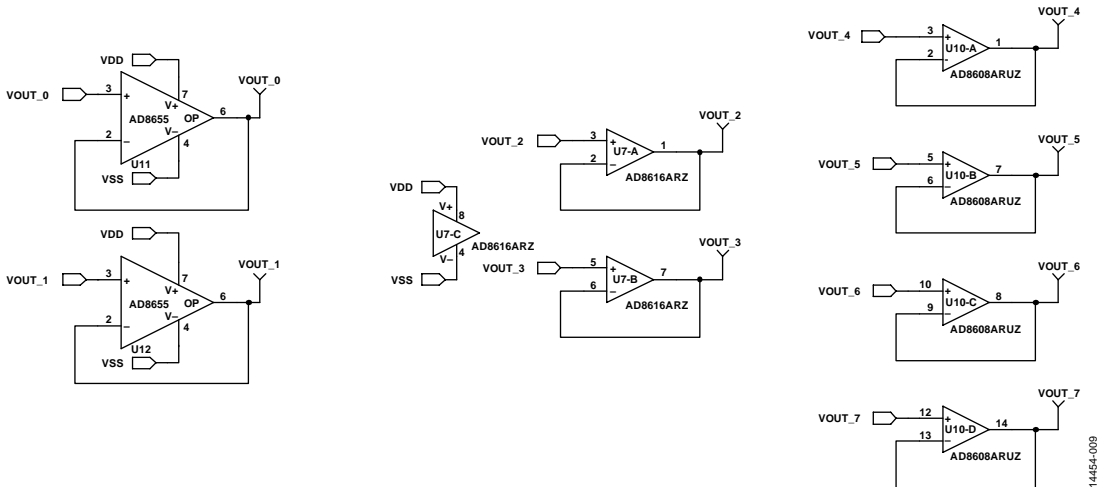 VDD
VOUT_0
3
+
7
V+
AD8655
OP
6
VOUT_0
2
–
V–
4
U11
VSS
VDD
VOUT_1
3
+
7
V+
AD8655
OP
6
VOUT_1
2
–
V–
4
U12
VSS
VDD
V+
8
U7-C
AD8616ARZ
V–
4
VSS
VOUT_2
3
+
U7-A
1
VOUT_2
2
–
AD8616ARZ
VOUT_3
5
+
U7-B
7
VOUT_3
6
–
AD8616ARZ
VOUT_4
3
+
U10-A
1
VOUT_4
2
-
AD8608ARUZ
VOUT_5
5
+
U10-B
7
VOUT_5
6
-
AD8608ARUZ
VOUT_6
10
+
U10-C
8
VOUT_6
9
–
AD8608ARUZ
VOUT_7
12
+
U10-D
14
VOUT_7
13
–
AD8608ARUZ
14454-009